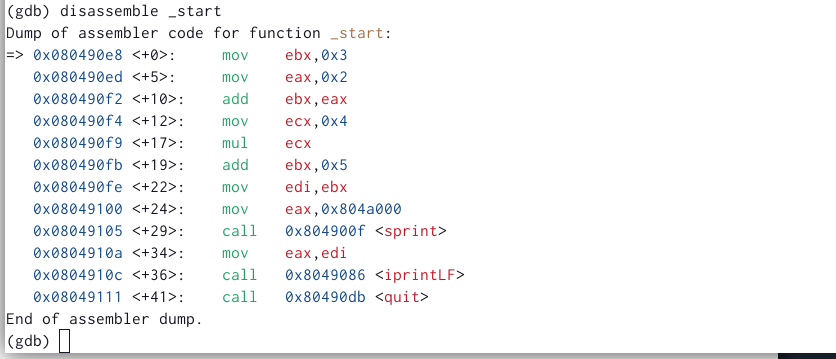 (gdb) disassemble _start
Dump of assembler code for function _start:
=> 0x080490e8 <+0>:     mov    ebx,0x3
   0x080490ed <+5>:     mov    eax,0x2
   0x080490f2 <+10>:    add    ebx,eax
   0x080490f4 <+12>:    mov    ecx,0x4
   0x080490f9 <+17>:    mul    ecx
   0x080490fb <+19>:    add    ebx,0x5
   0x080490fe <+22>:    mov    edi,ebx
   0x08049100 <+24>:    mov    eax,0x804a000
   0x08049105 <+29>:    call   0x804900f <sprint>
   0x0804910a <+34>:    mov    eax,edi
   0x0804910c <+36>:    call   0x8049086 <iprintLF>
   0x08049111 <+41>:    call   0x80490db <quit>
End of assembler dump.
(gdb)